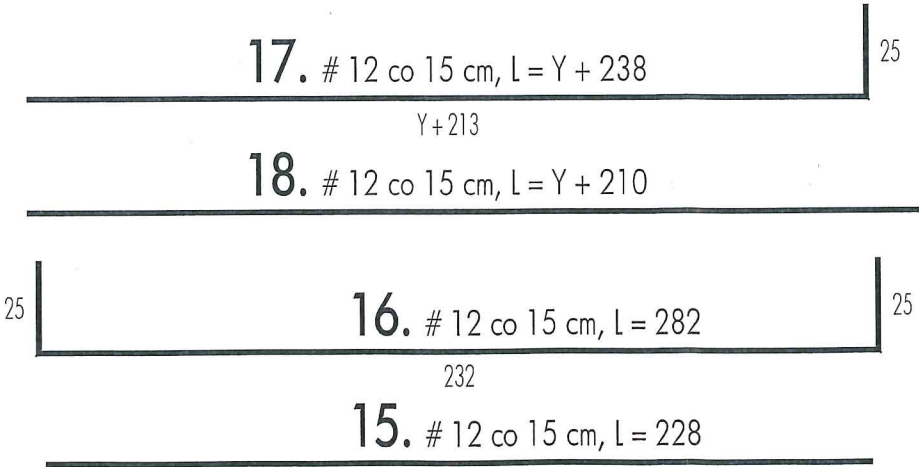 25
17. # 12 co 15 cm, L = Y + 238
Y + 213
18. # 12 co 15 cm, L = Y + 210
25
16. # 12 co 15 cm, L = 282
25
232
15. # 12 co 15 cm, L = 228